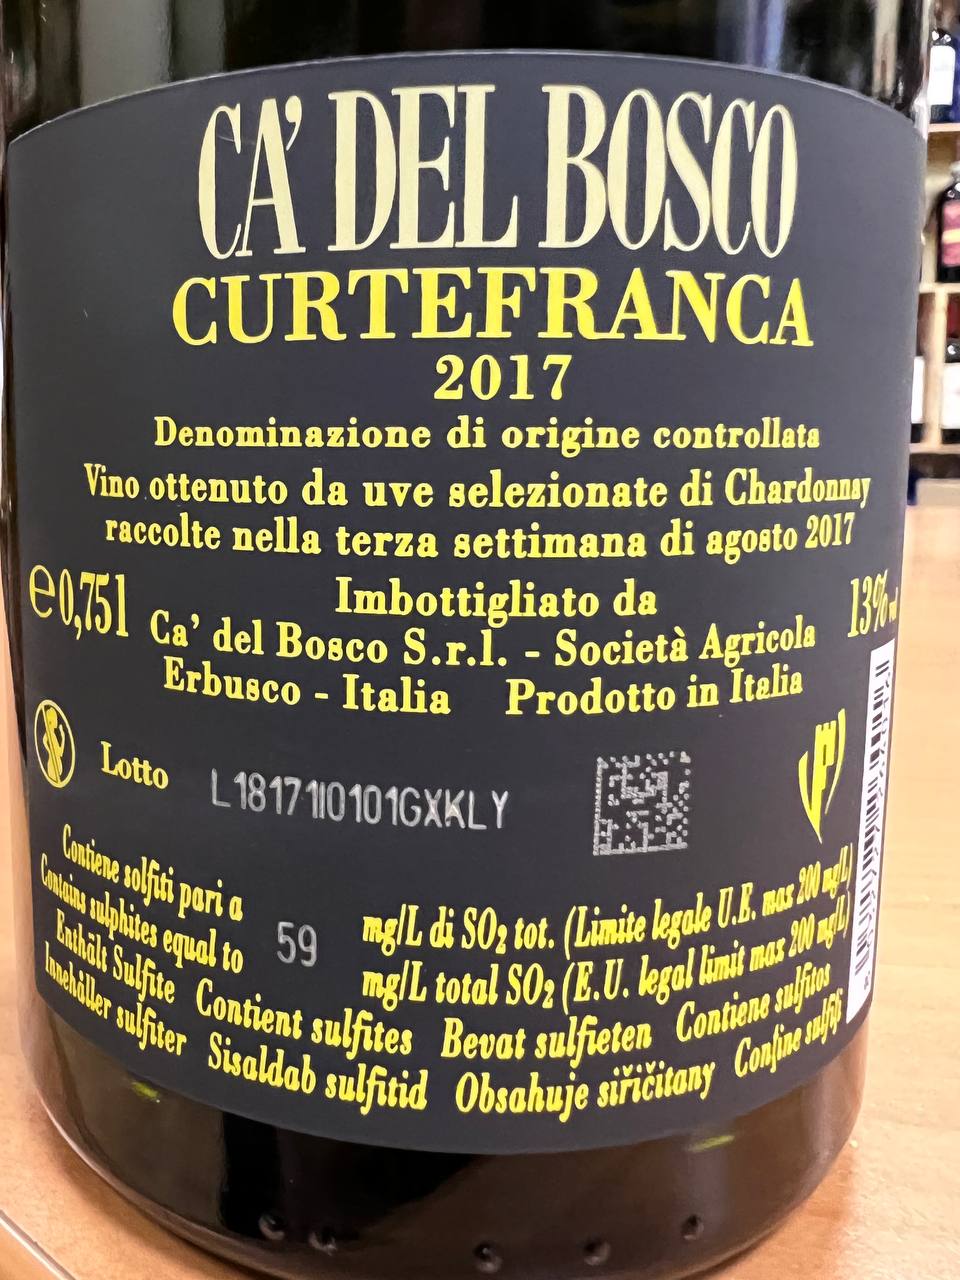 CA' DEL BOSCO
CURTEFRANCA
2017
Denominazione di origine controllata
Vino ottenuto da uve selezionate di Chardonnay
raccolte nella terza settimana di agosto 2017
e 0,75 l
Imbottigliato da
13% vol
Ca' del Bosco S.r.l. - Società Agricola
Erbusco - Italia Prodotto in Italia
Lotto L18171I0101GXKLY
Contiene solfiti pari a 59 mg/L di SO2 tot. (Limite legale U.E. max 200 mg/L)
Contains sulphites equal to mg/L total SO2 (E.U. legal limit max 200 mg/L)
Enthält Sulfite Contient sulfites Bevat sulfieten Contiene sulfitos
Innehåller sulfiter Sisaldab sulfitid Obsahuje siřičitany